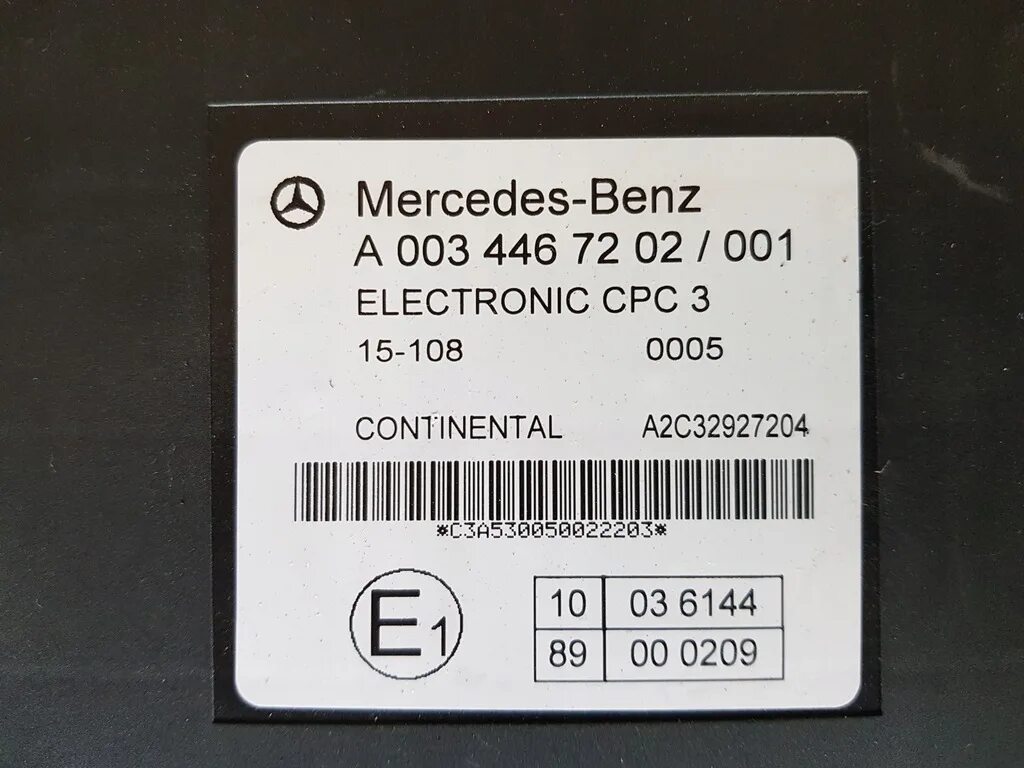 Mercedes-Benz
A 003 446 72 02 / 001
ELECTRONIC CPC 3
15-108 0005
CONTINENTAL A2C32927204
*C3A530050022203*
E1
10 03 6144
89 00 0209